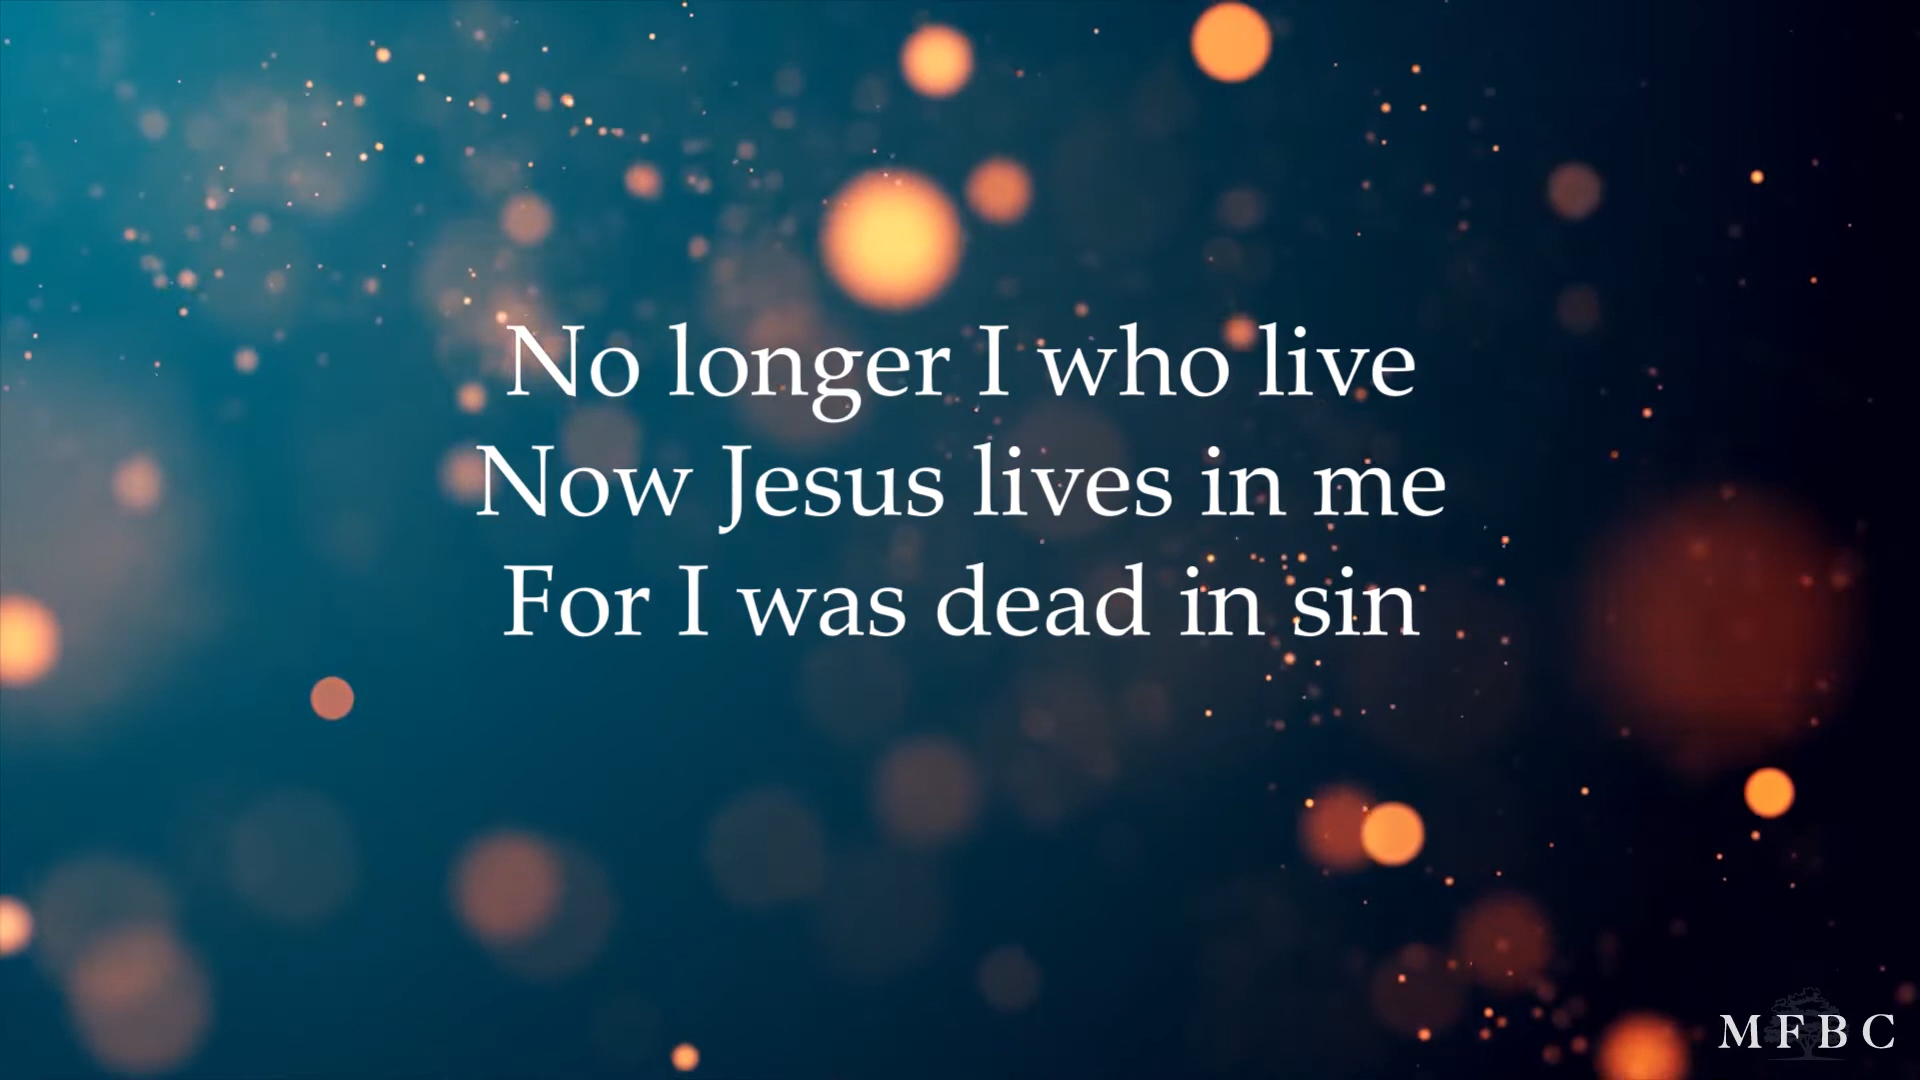 No longer I who live
Now Jesus lives in me
For I was dead in sin
MFBC